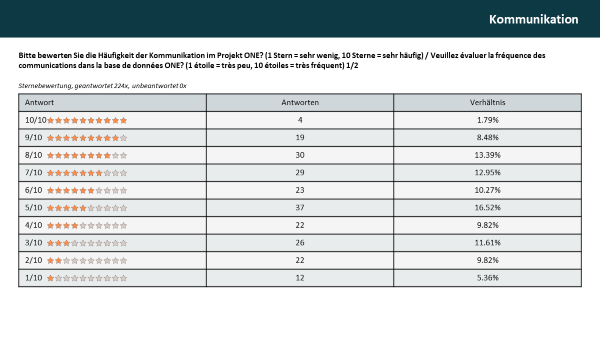 Kommunikation
Bitte bewerten Sie die Häufigkeit der Kommunikation im Projekt ONE? (1 Stern = sehr wenig, 10 Sterne = sehr häufig) / Veuillez évaluer la fréquence des
communications dans la base de données ONE? (1 étoile = très peu, 10 étoiles = très fréquent) 1/2
Sternebewertung, geantwortet 224x, unbeantwortet 0x
Antwort Antworten Verhältnis
10/10 4 1.79%
9/10 19 8.48%
8/10 30 13.39%
7/10 29 12.95%
6/10 23 10.27%
5/10 37 16.52%
4/10 22 9.82%
3/10 26 11.61%
2/10 22 9.82%
1/10 12 5.36%